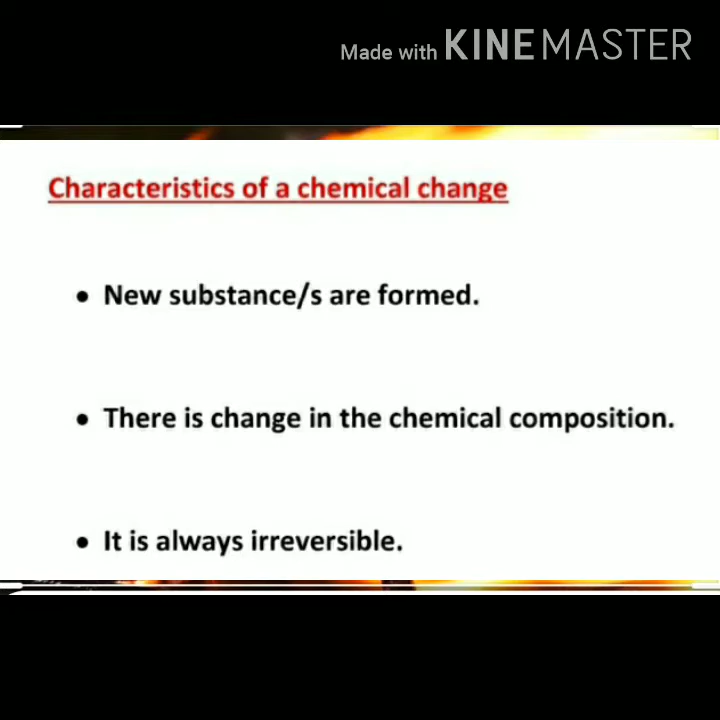 Made with KINEMASTER
Characteristics of a chemical change
• New substance/s are formed.
• There is change in the chemical composition.
• It is always irreversible.